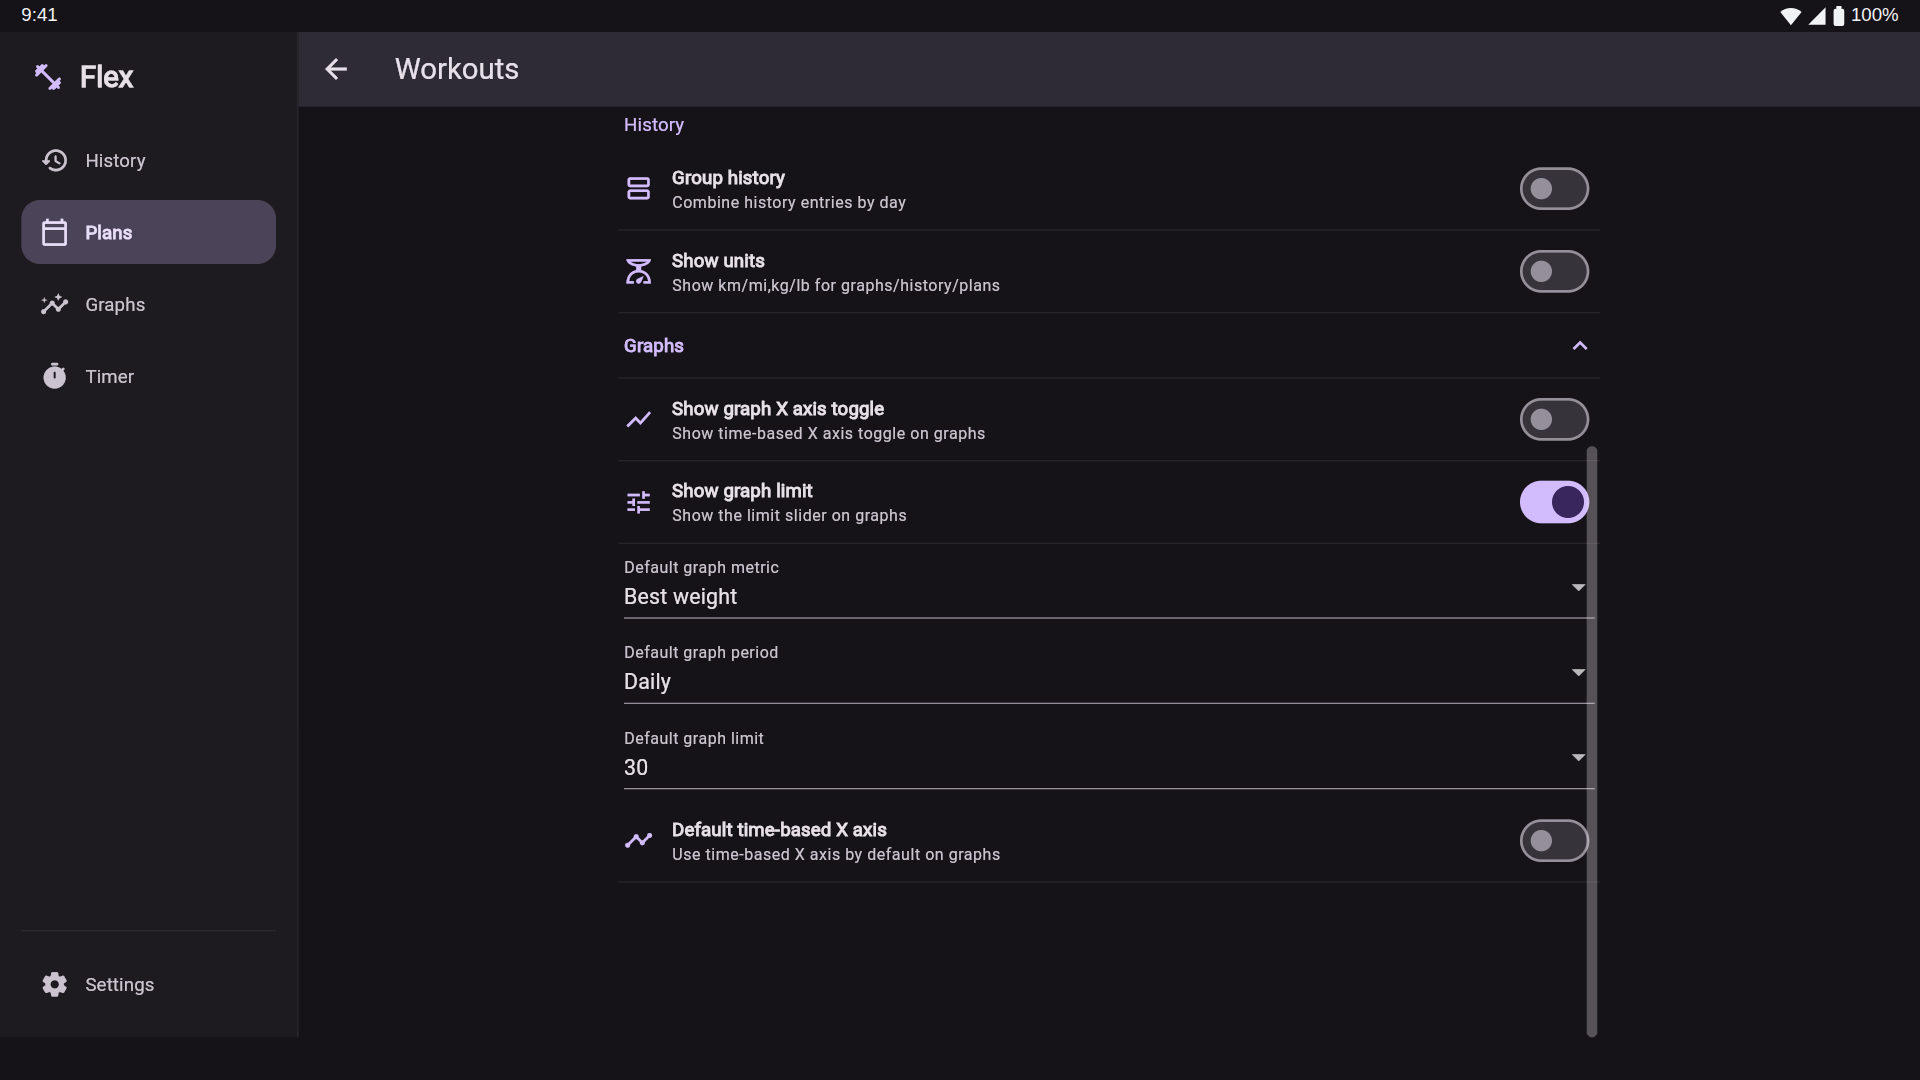 9:41
100%
Flex
History
Plans
Graphs
Timer
Settings
Workouts
History
Group history
Combine history entries by day
Show units
Show km/mi,kg/lb for graphs/history/plans
Graphs
Show graph X axis toggle
Show time-based X axis toggle on graphs
Show graph limit
Show the limit slider on graphs
Default graph metric
Best weight
Default graph period
Daily
Default graph limit
30
Default time-based X axis
Use time-based X axis by default on graphs